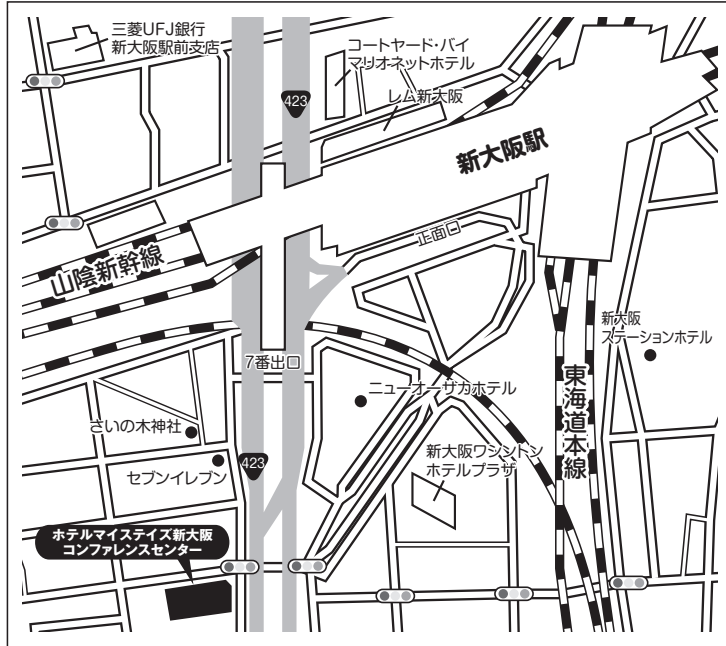 三菱UFJ銀行
新大阪駅前支店
コートヤード・バイ
マリオネットホテル
レム新大阪
423
新大阪駅
正面口
山陰新幹線
新大阪
ステーションホテル
7番出口
ニューオーサカホテル
東海道本線
さいの木神社
セブンイレブン
423
新大阪ワシントン
ホテルプラザ
ホテルマイステイズ新大阪
コンファレンスセンター